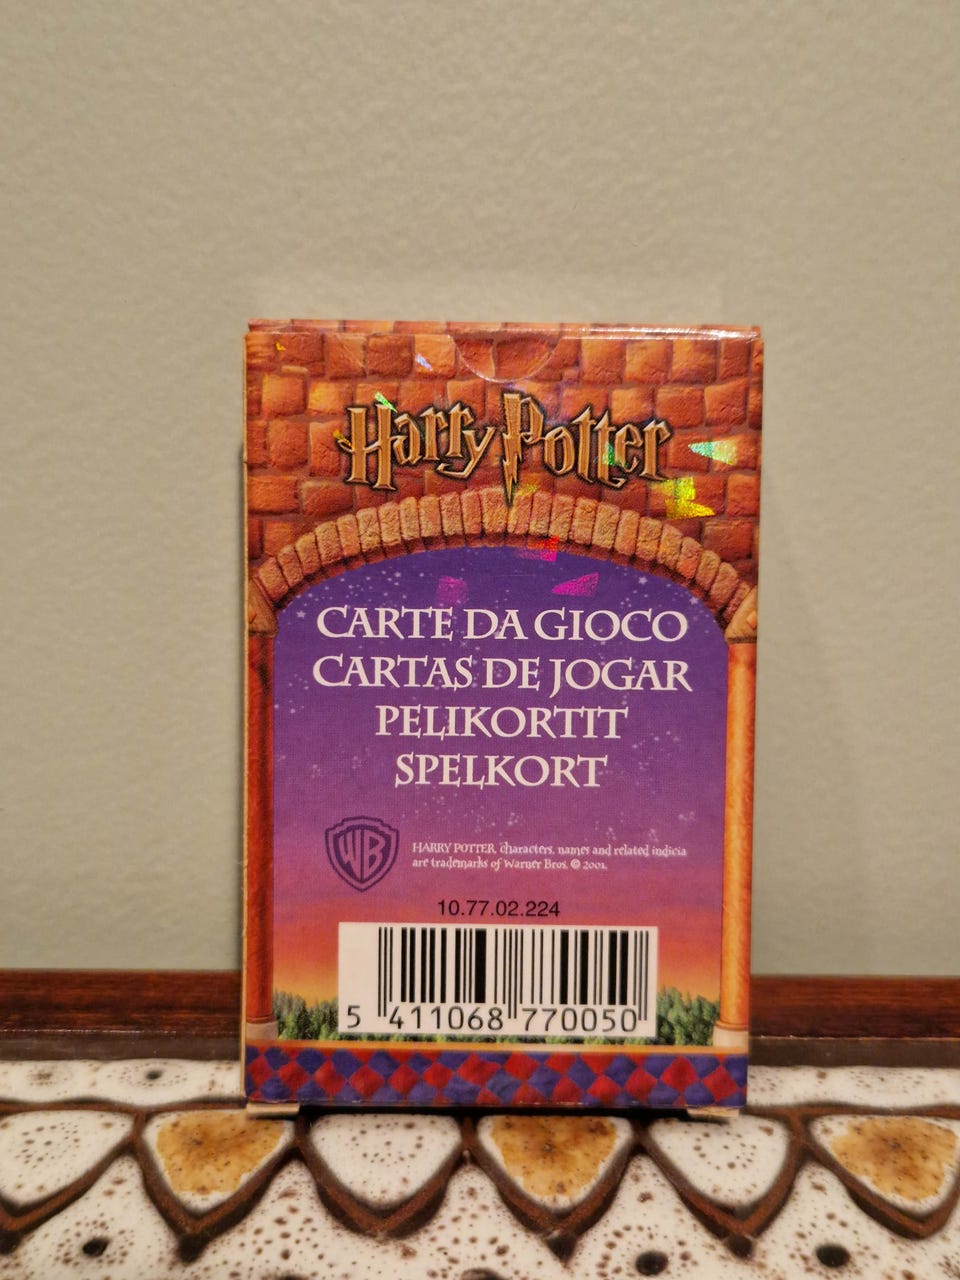 Harry Potter
CARTE DA GIOCO
CARTAS DE JOGAR
PELIKORTIT
SPELKORT
WB
HARRY POTTER, characters, names and related indicia
are trademarks of Warner Bros. © 2001.
10.77.02.224
5 411068 770050